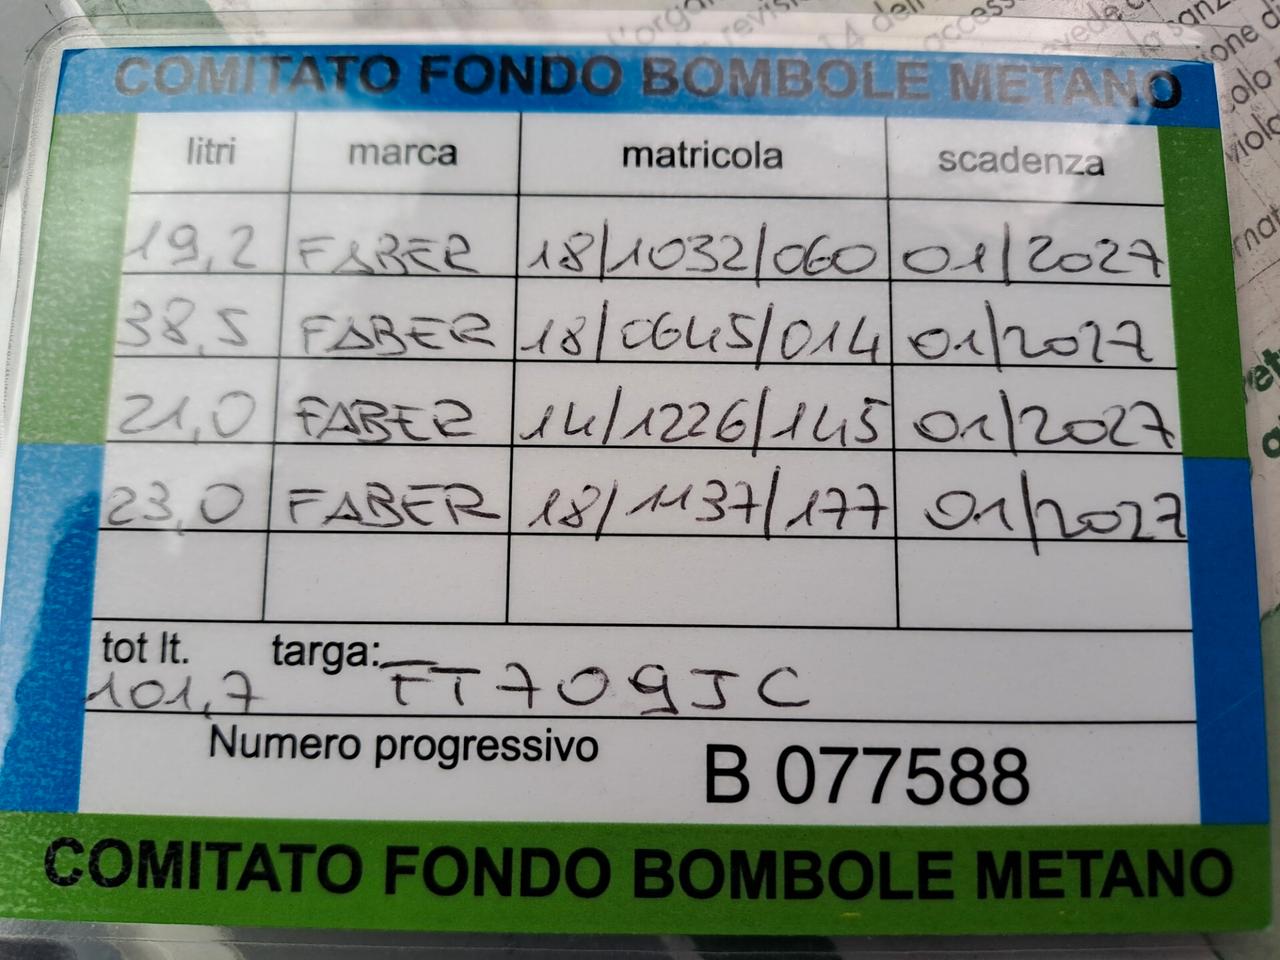 COMITATO FONDO BOMBOLE METANO
litri marca matricola scadenza
19,2 FABER 18/1032/060 01/2027
38,5 FABER 18/0645/014 01/2027
21,0 FABER 14/1226/145 01/2027
23,0 FABER 18/1137/177 01/2027
tot lt. targa: FT709JC
101,7
Numero progressivo B 077588
COMITATO FONDO BOMBOLE METANO